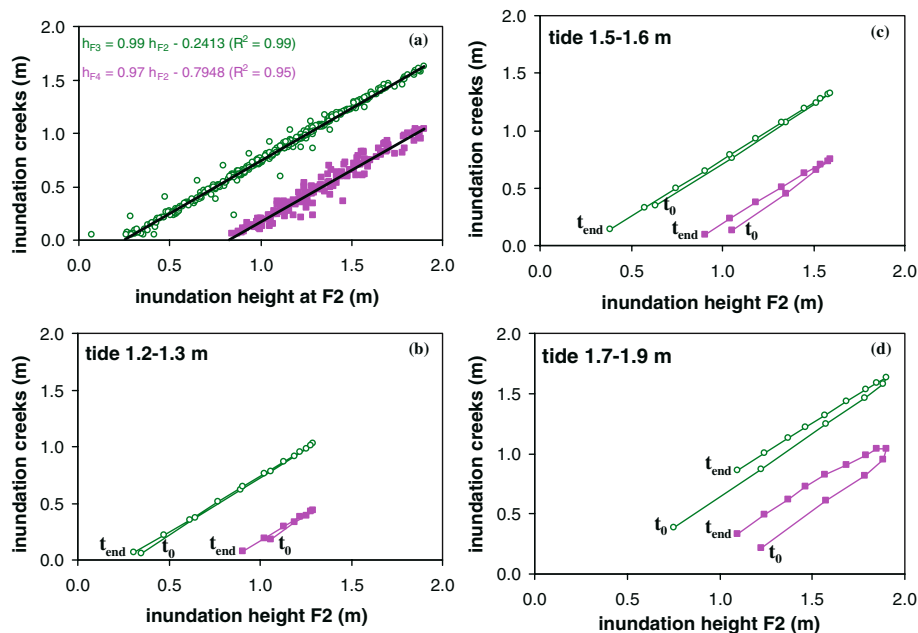 (a)
h_F3 = 0.99 h_F2 - 0.2413 (R² = 0.99)
h_F4 = 0.97 h_F2 - 0.7948 (R² = 0.95)
inundation creeks (m)
2.0
1.5
1.0
0.5
0.0
0.0 0.5 1.0 1.5 2.0
inundation height at F2 (m)
tide 1.5-1.6 m
(c)
inundation creeks (m)
2.0
1.5
1.0
0.5
0.0
t_end
t_0
t_end
t_0
0.0 0.5 1.0 1.5 2.0
inundation height F2 (m)
tide 1.2-1.3 m
(b)
inundation creeks (m)
2.0
1.5
1.0
0.5
0.0
t_end
t_0
t_end
t_0
0.0 0.5 1.0 1.5 2.0
inundation height F2 (m)
tide 1.7-1.9 m
(d)
inundation creeks (m)
2.0
1.5
1.0
0.5
0.0
t_end
t_0
t_end
t_0
0.0 0.5 1.0 1.5 2.0
inundation height F2 (m)